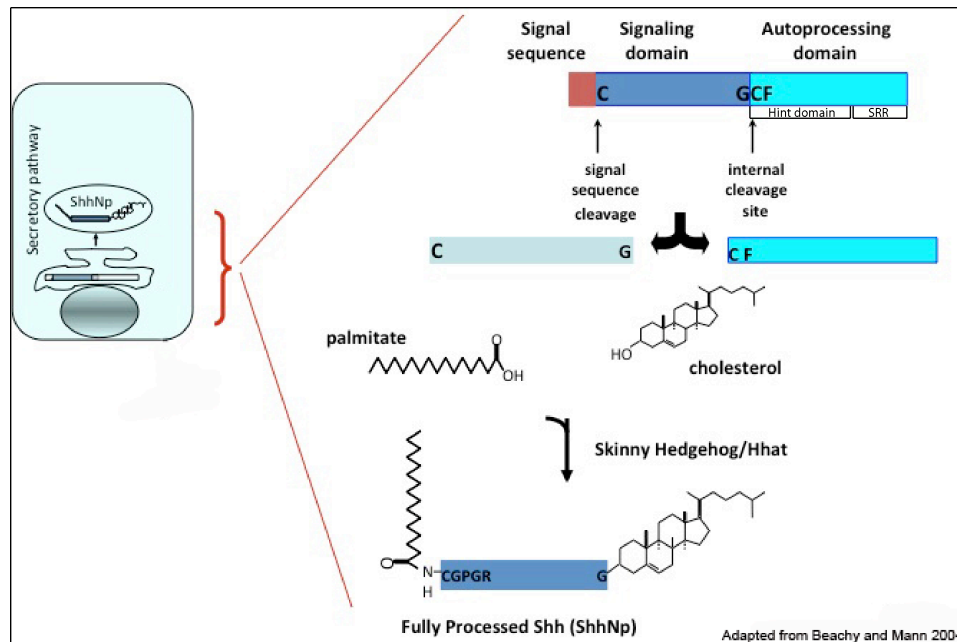 Signal
sequence
Signaling
domain
Autoprocessing
domain
C
GCF
Hint domain
SRR
signal
sequence
cleavage
internal
cleavage
site
Secretory pathway
ShhNp
C
G
C F
palmitate
O
OH
HO
cholesterol
Skinny Hedgehog/Hhat
O
N
H
CGPGR
G
Fully Processed Shh (ShhNp)
Adapted from Beachy and Mann